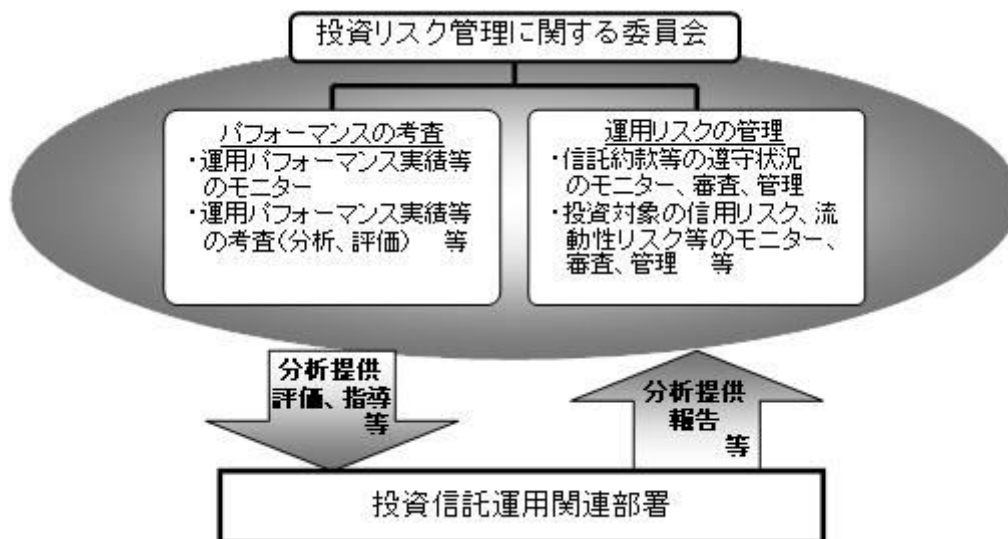 投資リスク管理に関する委員会
パフォーマンスの考査
・運用パフォーマンス実績等
のモニター
・運用パフォーマンス実績等
の考査(分析、評価)　等
運用リスクの管理
・信託約款等の遵守状況
のモニター、審査、管理
・投資対象の信用リスク、流
動性リスク等のモニター、
審査、管理　等
分析提供
評価、指導
等
分析提供
報告
等
投資信託運用関連部署